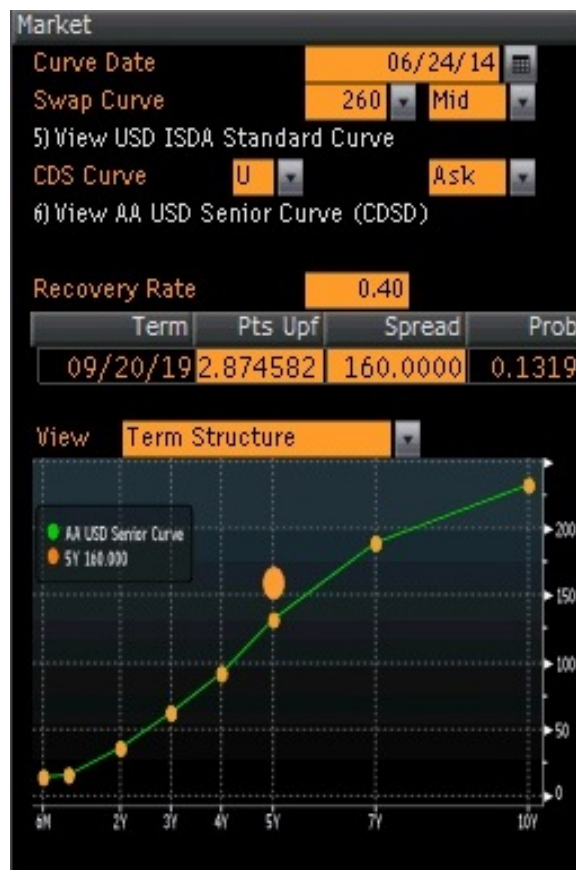 Market
Curve Date 06/24/14
Swap Curve 260 Mid
5) View USD ISDA Standard Curve
CDS Curve U Ask
6) View AA USD Senior Curve (CDSD)
Recovery Rate 0.40
Term Pts Upf Spread Prob
09/20/19 2.874582 160.0000 0.1319
View Term Structure
AA USD Senior Curve
5Y 160.000
200
150
100
50
0
6M 2Y 3Y 4Y 5Y 7Y 10Y